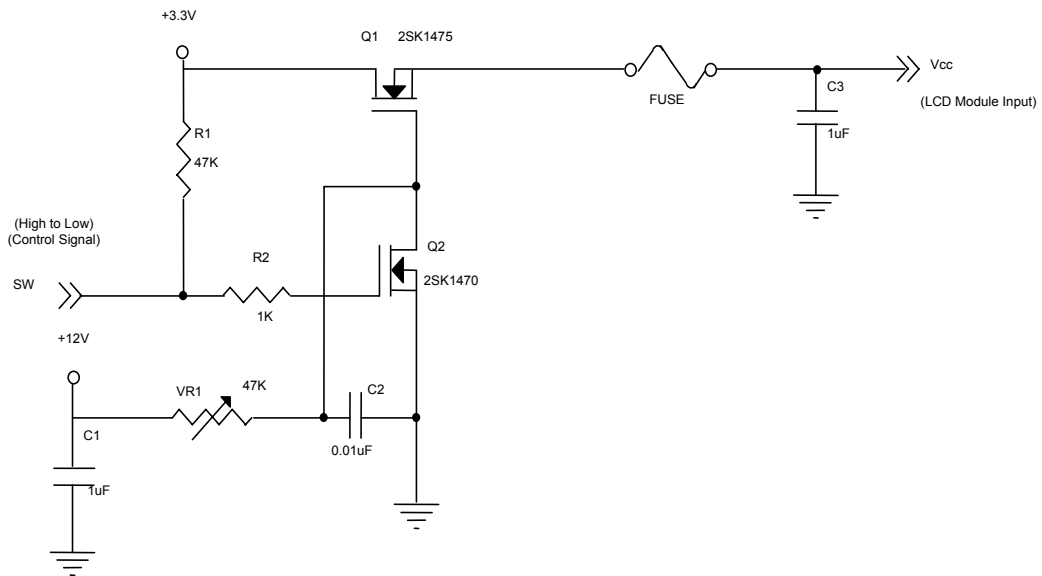 +3.3V
Q1
2SK1475
Vcc
(LCD Module Input)
FUSE
C3
1uF
R1
47K
(High to Low)
(Control Signal)
SW
R2
1K
Q2
2SK1470
+12V
VR1
47K
C2
0.01uF
C1
1uF